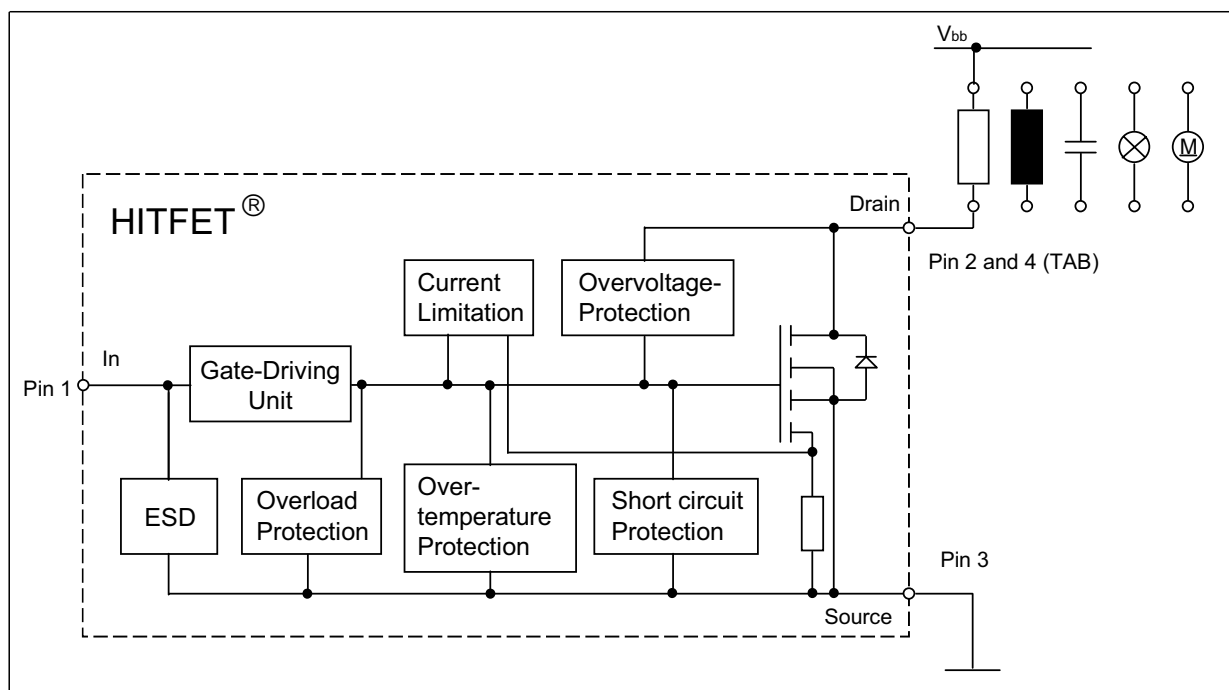 Vbb
HITFET ®
Drain
Pin 2 and 4 (TAB)
Current
Limitation
Overvoltage-
Protection
In
Pin 1
Gate-Driving
Unit
ESD
Overload
Protection
Over-
temperature
Protection
Short circuit
Protection
Pin 3
Source
M